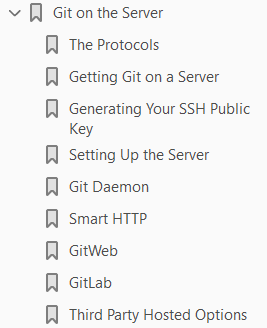 Git on the Server
The Protocols
Getting Git on a Server
Generating Your SSH Public
Key
Setting Up the Server
Git Daemon
Smart HTTP
GitWeb
GitLab
Third Party Hosted Options